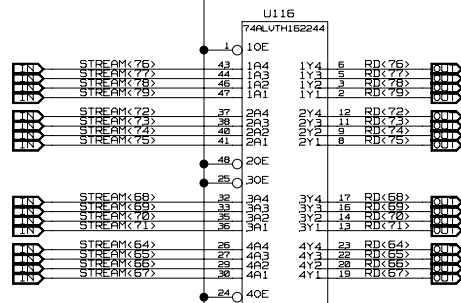 U116
74ALVTH162244
1 1OE
IN STREAM<76> 43 1A4 1Y4 6 RD<76> OUT
IN STREAM<77> 44 1A3 1Y3 5 RD<77> OUT
IN STREAM<78> 46 1A2 1Y2 3 RD<78> OUT
IN STREAM<79> 47 1A1 1Y1 2 RD<79> OUT
IN STREAM<72> 37 2A4 2Y4 12 RD<72> OUT
IN STREAM<73> 38 2A3 2Y3 11 RD<73> OUT
IN STREAM<74> 40 2A2 2Y2 9 RD<74> OUT
IN STREAM<75> 41 2A1 2Y1 8 RD<75> OUT
48 2OE
25 3OE
IN STREAM<68> 32 3A4 3Y4 17 RD<68> OUT
IN STREAM<69> 33 3A3 3Y3 16 RD<69> OUT
IN STREAM<70> 35 3A2 3Y2 14 RD<70> OUT
IN STREAM<71> 36 3A1 3Y1 13 RD<71> OUT
IN STREAM<64> 26 4A4 4Y4 23 RD<64> OUT
IN STREAM<65> 27 4A3 4Y3 22 RD<65> OUT
IN STREAM<66> 29 4A2 4Y2 20 RD<66> OUT
IN STREAM<67> 30 4A1 4Y1 19 RD<67> OUT
24 4OE